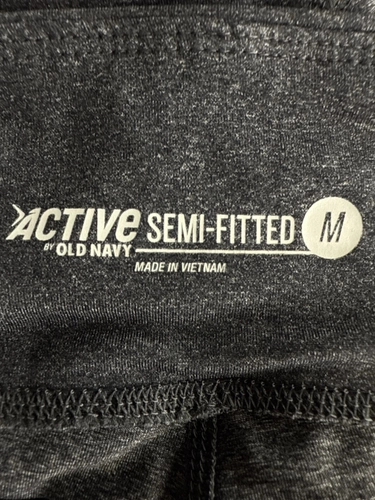 ACTIVE SEMI-FITTED M
BY OLD NAVY
MADE IN VIETNAM